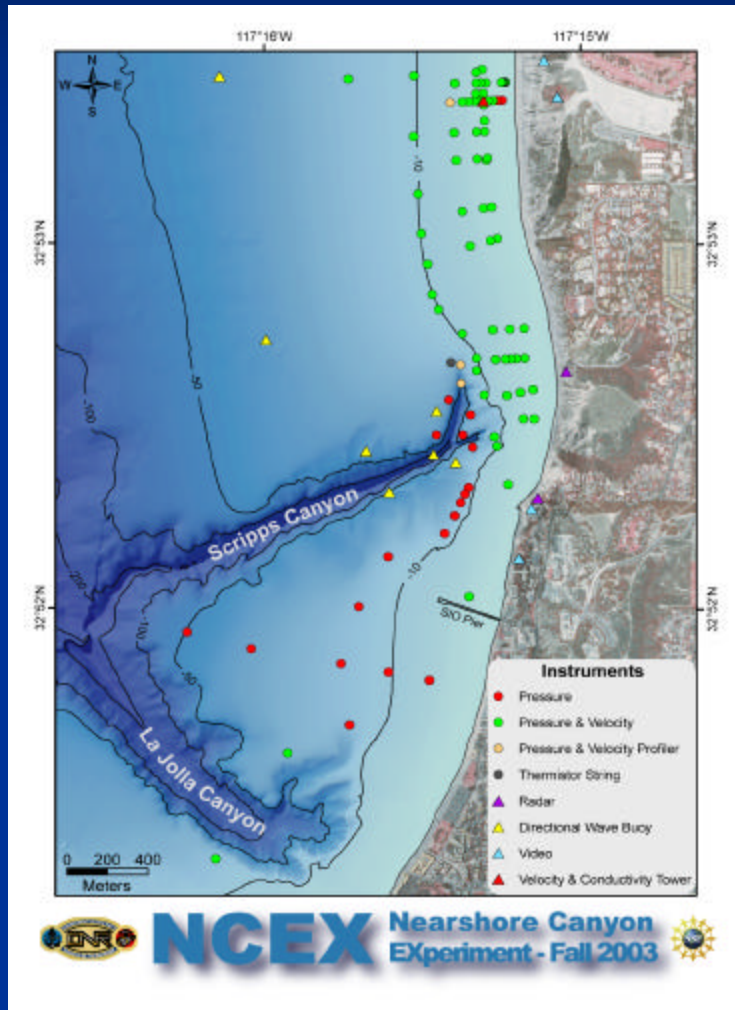 117°16'W
117°15'W
N
W
E
S
-10
32°53'N
32°53'N
-50
-100
Scripps Canyon
-10
-200
32°52'N
32°52'N
-100
SIO Pier
-50
La Jolla Canyon
0 200 400
Meters
Instruments
Pressure
Pressure & Velocity
Pressure & Velocity Profiler
Thermistor String
Radar
Directional Wave Buoy
Video
Velocity & Conductivity Tower
NCEX
Nearshore Canyon
EXperiment - Fall 2003